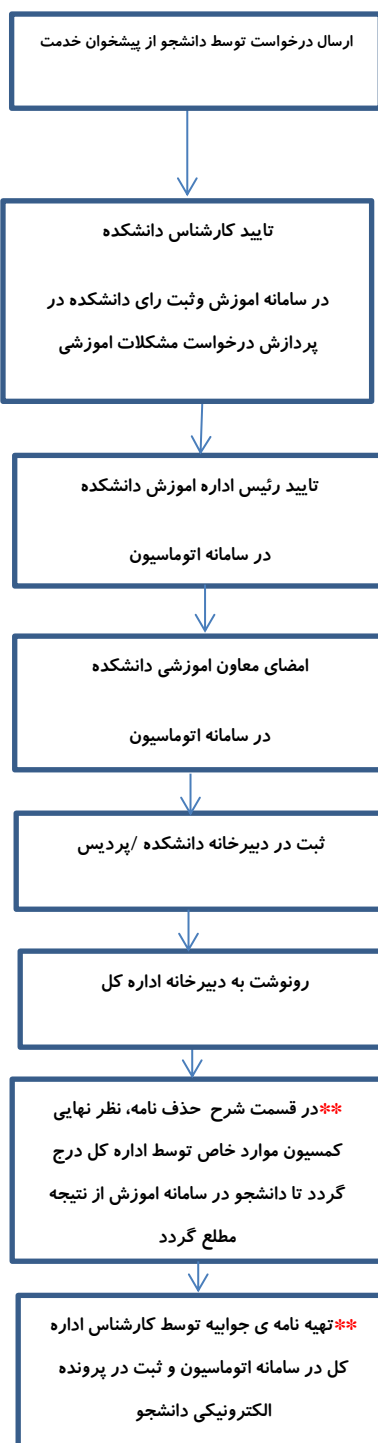 ارسال درخواست توسط دانشجو از پیشخوان خدمت
تایید کارشناس دانشکده
در سامانه اموزش وثبت رای دانشکده در
پردازش درخواست مشکلات اموزشی
تایید رئیس اداره اموزش دانشکده
در سامانه اتوماسیون
امضای معاون اموزشی دانشکده
در سامانه اتوماسیون
ثبت در دبیرخانه دانشکده /پردیس
رونوشت به دبیرخانه اداره کل
**در قسمت شرح حذف نامه، نظر نهایی
کمسیون موارد خاص توسط اداره کل درج
گردد تا دانشجو در سامانه اموزش از نتیجه
مطلع گردد
**تهیه نامه ی جوابیه توسط کارشناس اداره
کل در سامانه اتوماسیون و ثبت در پرونده
الکترونیکی دانشجو